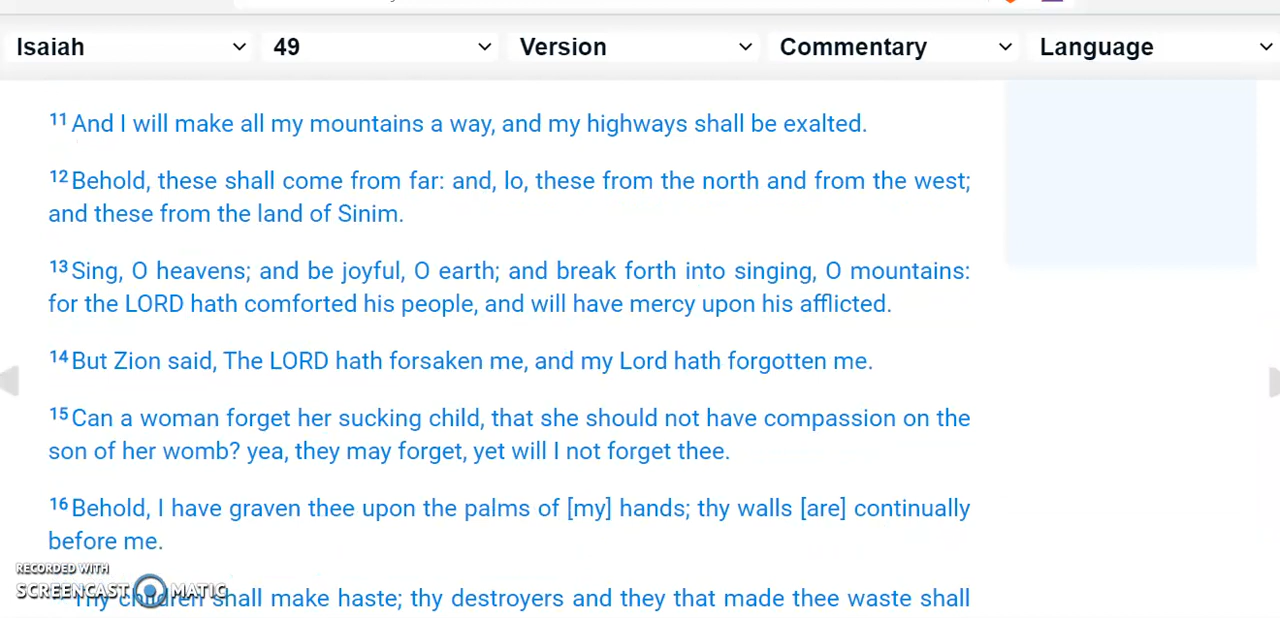 Isaiah 49 Version Commentary Language
11 And I will make all my mountains a way, and my highways shall be exalted.
12 Behold, these shall come from far: and, lo, these from the north and from the west;
and these from the land of Sinim.
13 Sing, O heavens; and be joyful, O earth; and break forth into singing, O mountains:
for the LORD hath comforted his people, and will have mercy upon his afflicted.
14 But Zion said, The LORD hath forsaken me, and my Lord hath forgotten me.
15 Can a woman forget her sucking child, that she should not have compassion on the
son of her womb? yea, they may forget, yet will I not forget thee.
16 Behold, I have graven thee upon the palms of [my] hands; thy walls [are] continually
before me.
RECORDED WITH
SCREENCAST MATIC
Thy children shall make haste; thy destroyers and they that made thee waste shall